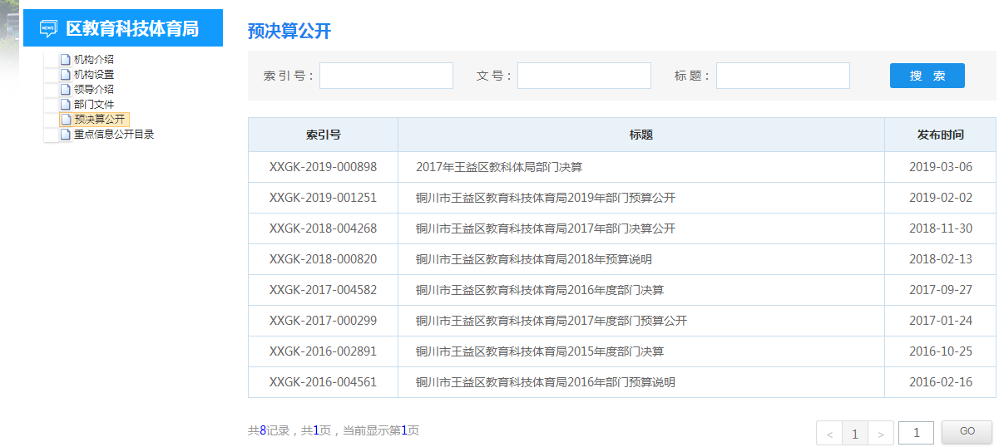 NEWS 区教育科技体育局
机构介绍
机构设置
领导介绍
部门文件
预决算公开
重点信息公开目录
预决算公开
索 引 号： 文 号： 标 题： 搜 索
索引号 标题 发布时间
XXGK-2019-000898 2017年王益区教科体局部门决算 2019-03-06
XXGK-2019-001251 铜川市王益区教育科技体育局2019年部门预算公开 2019-02-02
XXGK-2018-004268 铜川市王益区教育科技体育局2017年部门决算公开 2018-11-30
XXGK-2018-000820 铜川市王益区教育科技体育局2018年预算说明 2018-02-13
XXGK-2017-004582 铜川市王益区教育科技体育局2016年度部门决算 2017-09-27
XXGK-2017-000299 铜川市王益区教育科技体育局2017年度部门预算公开 2017-01-24
XXGK-2016-002891 铜川市王益区教育科技体育局2015年度部门决算 2016-10-25
XXGK-2016-004561 铜川市王益区教育科技体育局2016年部门预算说明 2016-02-16
共8记录，共1页，当前显示第1页 < 1 > 1 GO